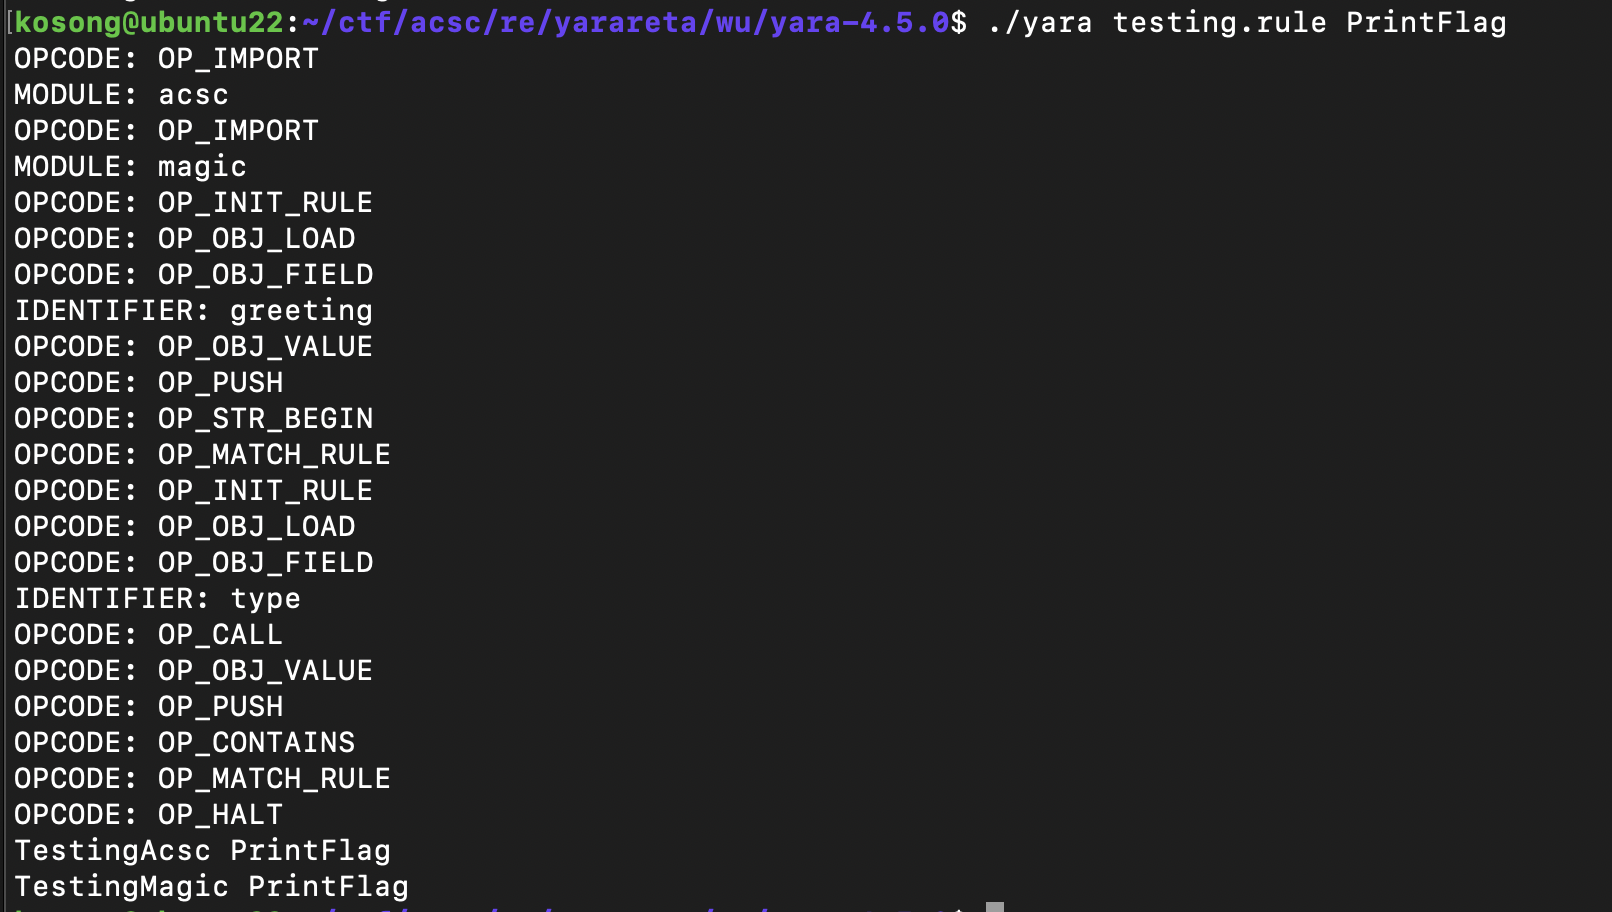 [kosong@ubuntu22:~/ctf/acsc/re/yarareta/wu/yara-4.5.0$ ./yara testing.rule PrintFlag
OPCODE: OP_IMPORT
MODULE: acsc
OPCODE: OP_IMPORT
MODULE: magic
OPCODE: OP_INIT_RULE
OPCODE: OP_OBJ_LOAD
OPCODE: OP_OBJ_FIELD
IDENTIFIER: greeting
OPCODE: OP_OBJ_VALUE
OPCODE: OP_PUSH
OPCODE: OP_STR_BEGIN
OPCODE: OP_MATCH_RULE
OPCODE: OP_INIT_RULE
OPCODE: OP_OBJ_LOAD
OPCODE: OP_OBJ_FIELD
IDENTIFIER: type
OPCODE: OP_CALL
OPCODE: OP_OBJ_VALUE
OPCODE: OP_PUSH
OPCODE: OP_CONTAINS
OPCODE: OP_MATCH_RULE
OPCODE: OP_HALT
TestingAcsc PrintFlag
TestingMagic PrintFlag